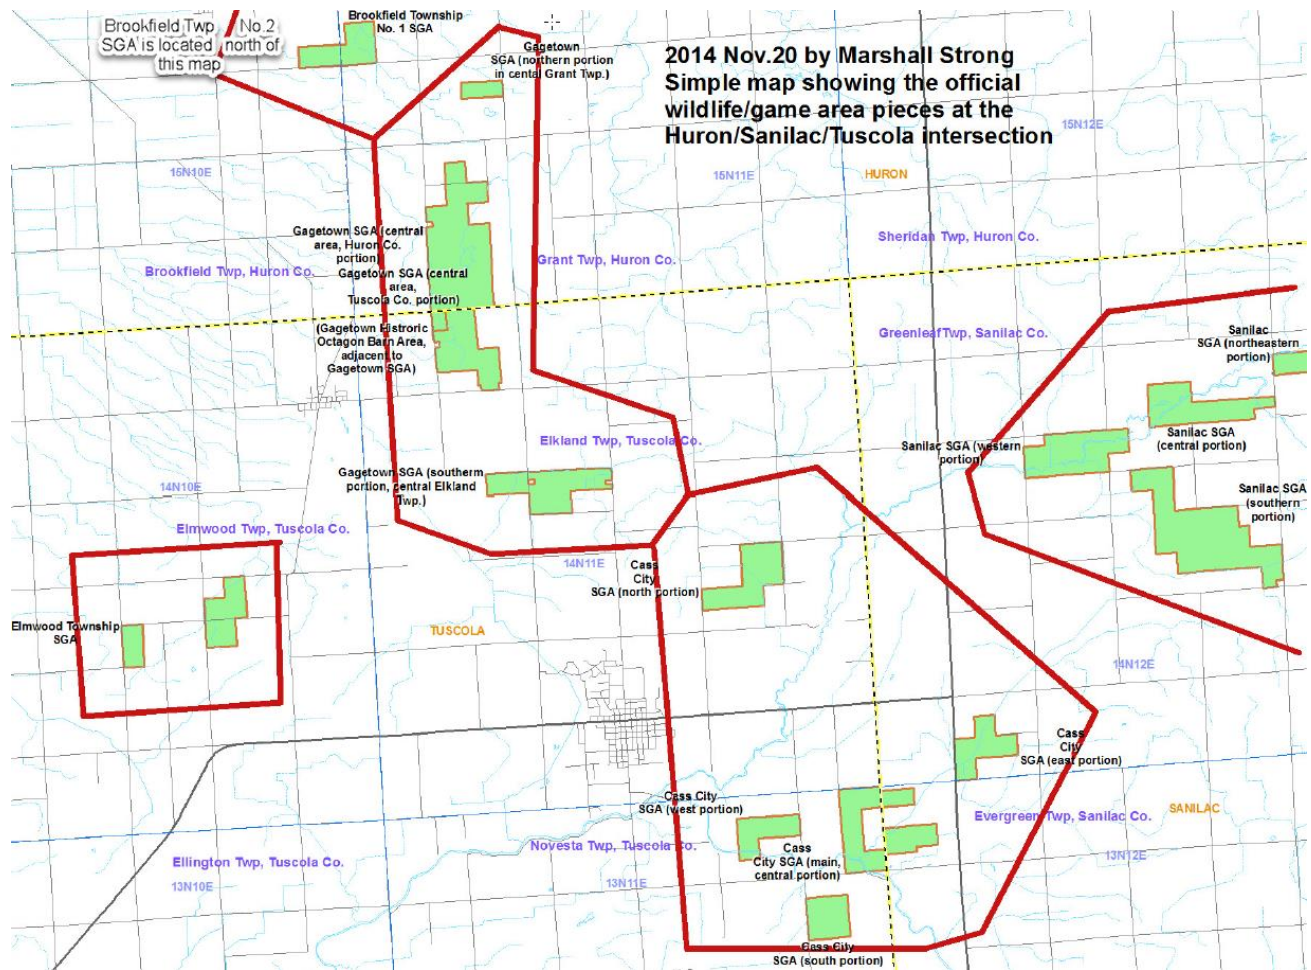 Brookfield Twp No.2
SGA is located north of
this map
Brookfield Township
No. 1 SGA
Gagetown
SGA (northern portion
in cental Grant Twp.)
2014 Nov.20 by Marshall Strong
Simple map showing the official
wildlife/game area pieces at the
Huron/Sanilac/Tuscola intersection
15N12E
15N10E
15N11E
HURON
Gagetown SGA (central
area, Huron Co.
portion)
Sheridan Twp, Huron Co.
Brookfield Twp, Huron Co.
Grant Twp, Huron Co.
Gagetown SGA (central
area,
Tuscola Co. portion)
(Gagetown Histroric
Octagon Barn Area,
adjacent to
Gagetown SGA)
Greenleaf Twp, Sanilac Co.
Sanilac
SGA (northeastern
portion)
Elkland Twp, Tuscola Co.
Sanilac SGA (western
portion)
Sanilac SGA
(central portion)
Gagetown SGA (southern
portion, central Elkland
Twp.)
14N10E
Sanilac SGA
(southern
portion)
Elmwood Twp, Tuscola Co.
14N11E
Cass
City
SGA (north portion)
Elmwood Township
SGA
TUSCOLA
14N12E
Cass
City
SGA (east portion)
Cass City
SGA (west portion)
Evergreen Twp, Sanilac Co.
SANILAC
Novesta Twp, Tuscola Co.
Cass
City SGA (main,
central portion)
Ellington Twp, Tuscola Co.
13N10E
13N11E
13N12E
Cass City
SGA (south portion)